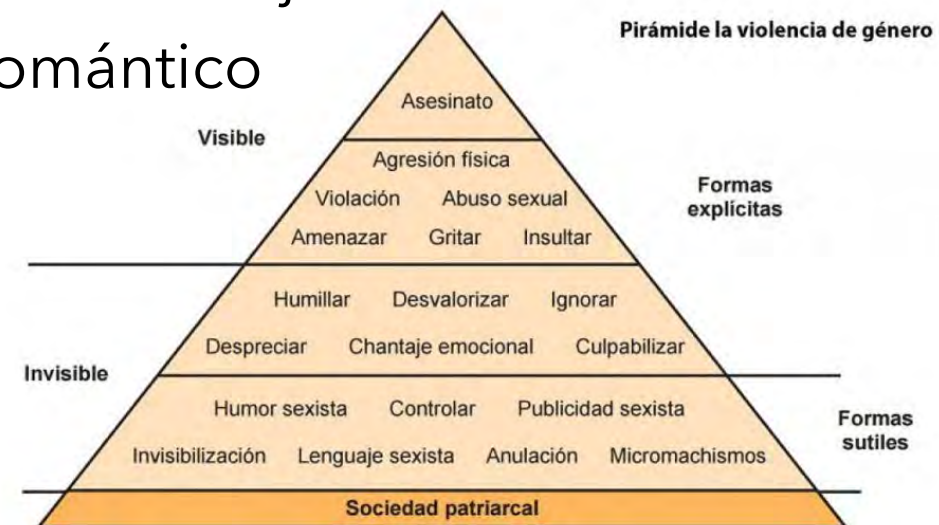 Pirámide la violencia de género
Asesinato
Visible
Agresión física
Violación Abuso sexual
Formas
explícitas
Amenazar Gritar Insultar
Humillar Desvalorizar Ignorar
Despreciar Chantaje emocional Culpabilizar
Invisible
Humor sexista Controlar Publicidad sexista
Formas
sutiles
Invisibilización Lenguaje sexista Anulación Micromachismos
Sociedad patriarcal